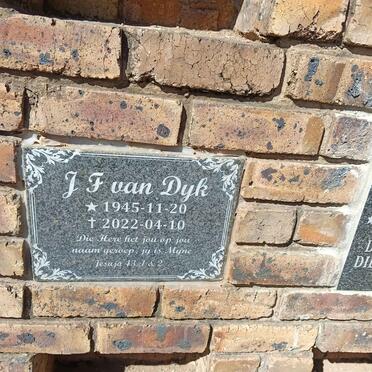 J F van Dyk
★ 1945-11-20
✝ 2022-04-10
Die Here het jou op jou
naam geroep, jy is Myne
Jesaja 43:1 & 2